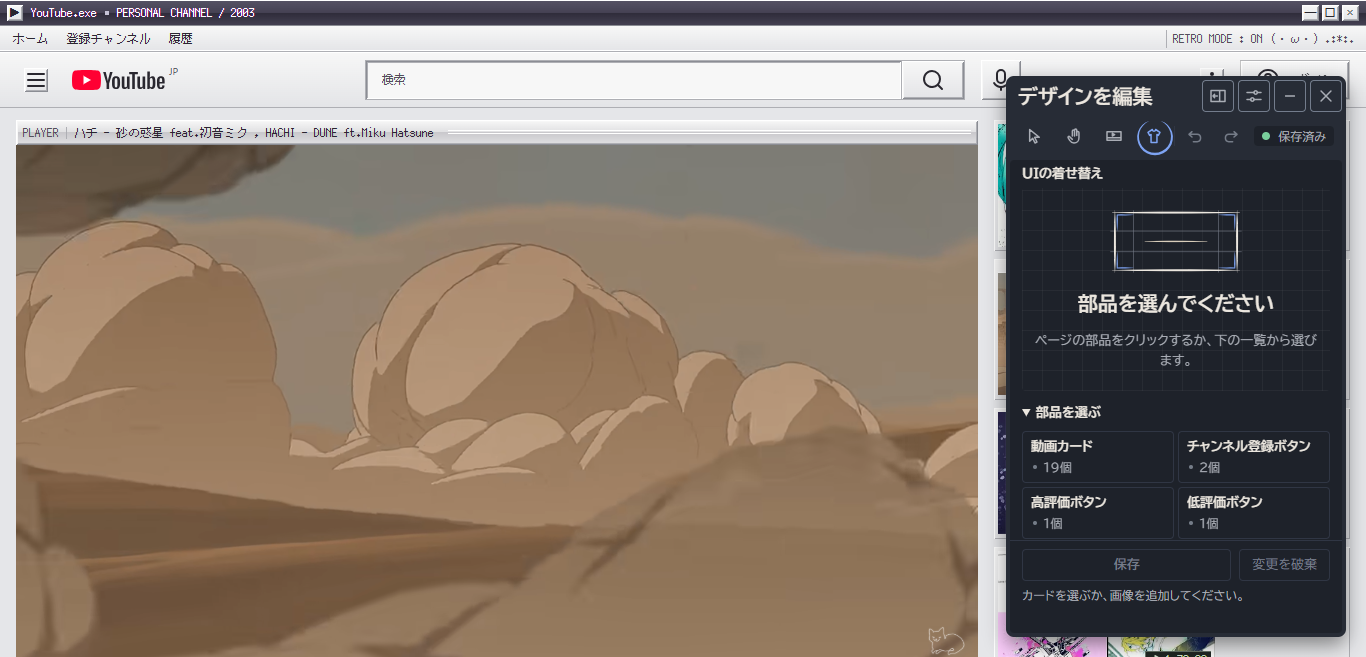 YouTube.exe ▪ PERSONAL CHANNEL / 2003
ホーム 登録チャンネル 履歴
RETRO MODE : ON (・ω・) .:*:.
YouTube JP
検索
PLAYER
ハチ - 砂の惑星 feat.初音ミク , HACHI - DUNE ft.Miku Hatsune
デザインを編集
保存済み
UIの着せ替え
部品を選んでください
ページの部品をクリックするか、下の一覧から選び
ます。
▼ 部品を選ぶ
動画カード
• 19個
チャンネル登録ボタン
• 2個
高評価ボタン
• 1個
低評価ボタン
• 1個
保存
変更を破棄
カードを選ぶか、画像を追加してください。